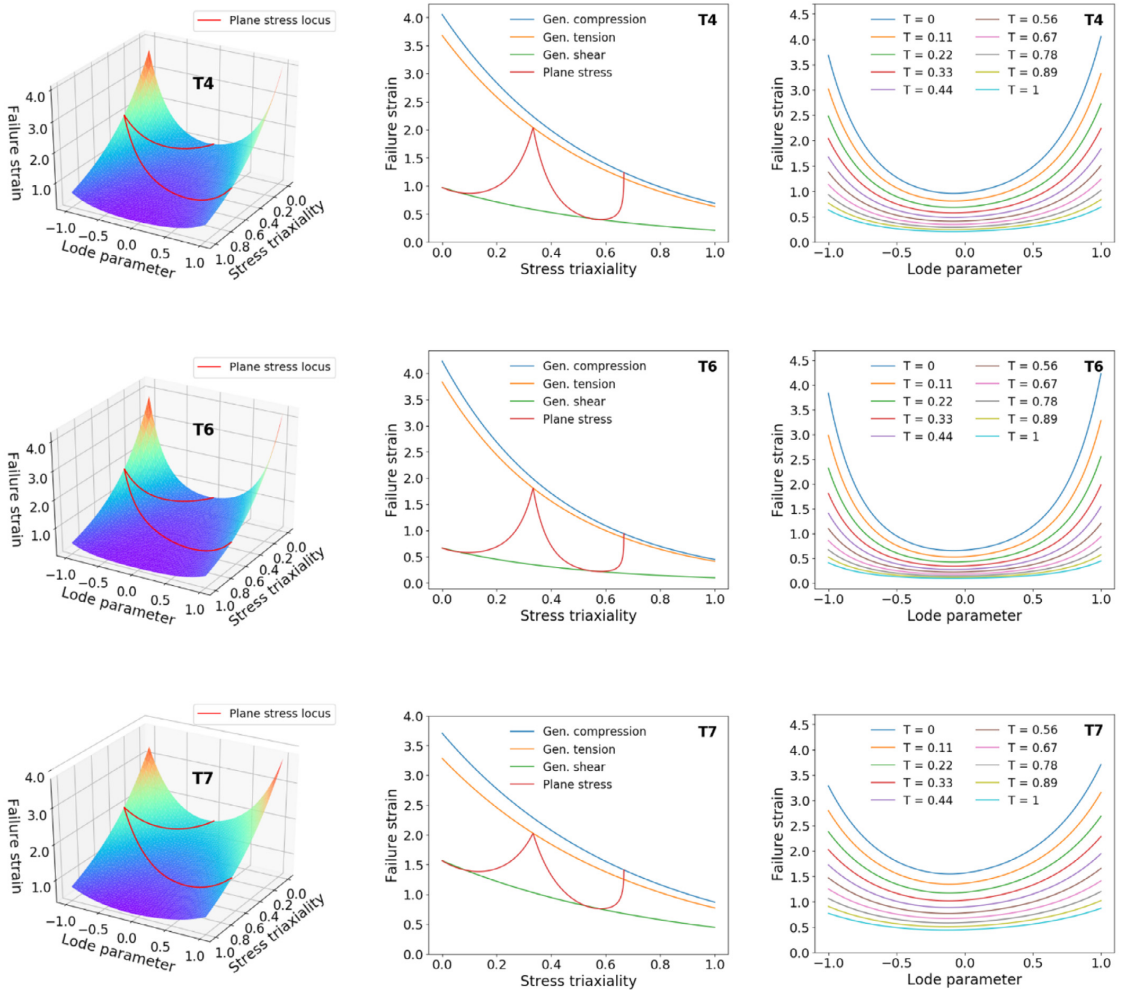 Plane stress locus
T4
Failure strain
4.0
3.0
2.0
1.0
−1.0
−0.5
0.0
0.5
1.0
Lode parameter
0.0
0.2
0.4
0.6
0.8
1.0
Stress triaxiality
T4
Gen. compression
Gen. tension
Gen. shear
Plane stress
Failure strain
4.0
3.5
3.0
2.5
2.0
1.5
1.0
0.5
0.0
0.0 0.2 0.4 0.6 0.8 1.0
Stress triaxiality
T4
T = 0 T = 0.56
T = 0.11 T = 0.67
T = 0.22 T = 0.78
T = 0.33 T = 0.89
T = 0.44 T = 1
Failure strain
4.5
4.0
3.5
3.0
2.5
2.0
1.5
1.0
0.5
0.0
−1.0 −0.5 0.0 0.5 1.0
Lode parameter
Plane stress locus
T6
Failure strain
4.0
3.0
2.0
1.0
−1.0
−0.5
0.0
0.5
1.0
Lode parameter
0.0
0.2
0.4
0.6
0.8
1.0
Stress triaxiality
T6
Gen. compression
Gen. tension
Gen. shear
Plane stress
Failure strain
4.0
3.5
3.0
2.5
2.0
1.5
1.0
0.5
0.0
0.0 0.2 0.4 0.6 0.8 1.0
Stress triaxiality
T6
T = 0 T = 0.56
T = 0.11 T = 0.67
T = 0.22 T = 0.78
T = 0.33 T = 0.89
T = 0.44 T = 1
Failure strain
4.5
4.0
3.5
3.0
2.5
2.0
1.5
1.0
0.5
0.0
−1.0 −0.5 0.0 0.5 1.0
Lode parameter
Plane stress locus
T7
Failure strain
4.0
3.0
2.0
1.0
−1.0
−0.5
0.0
0.5
1.0
Lode parameter
0.0
0.2
0.4
0.6
0.8
1.0
Stress triaxiality
T7
Gen. compression
Gen. tension
Gen. shear
Plane stress
Failure strain
4.0
3.5
3.0
2.5
2.0
1.5
1.0
0.5
0.0
0.0 0.2 0.4 0.6 0.8 1.0
Stress triaxiality
T7
T = 0 T = 0.56
T = 0.11 T = 0.67
T = 0.22 T = 0.78
T = 0.33 T = 0.89
T = 0.44 T = 1
Failure strain
4.5
4.0
3.5
3.0
2.5
2.0
1.5
1.0
0.5
0.0
−1.0 −0.5 0.0 0.5 1.0
Lode parameter